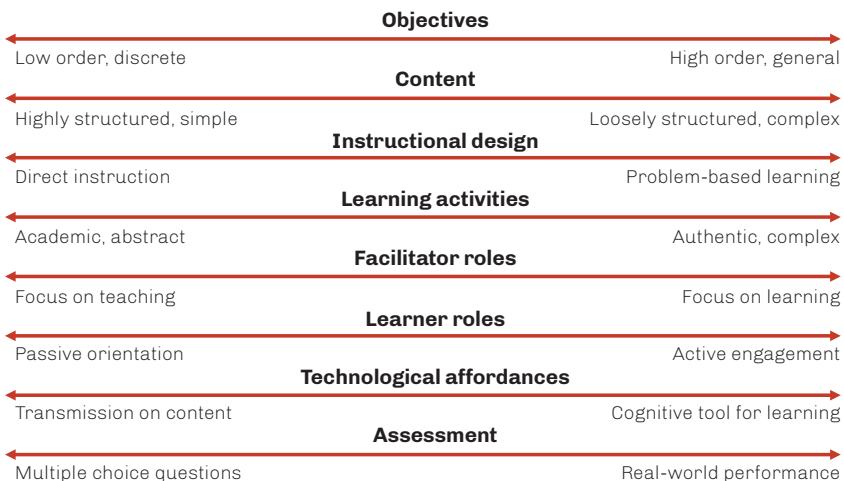 Objectives
Low order, discrete High order, general
Content
Highly structured, simple Loosely structured, complex
Instructional design
Direct instruction Problem-based learning
Learning activities
Academic, abstract Authentic, complex
Facilitator roles
Focus on teaching Focus on learning
Learner roles
Passive orientation Active engagement
Technological affordances
Transmission on content Cognitive tool for learning
Assessment
Multiple choice questions Real-world performance